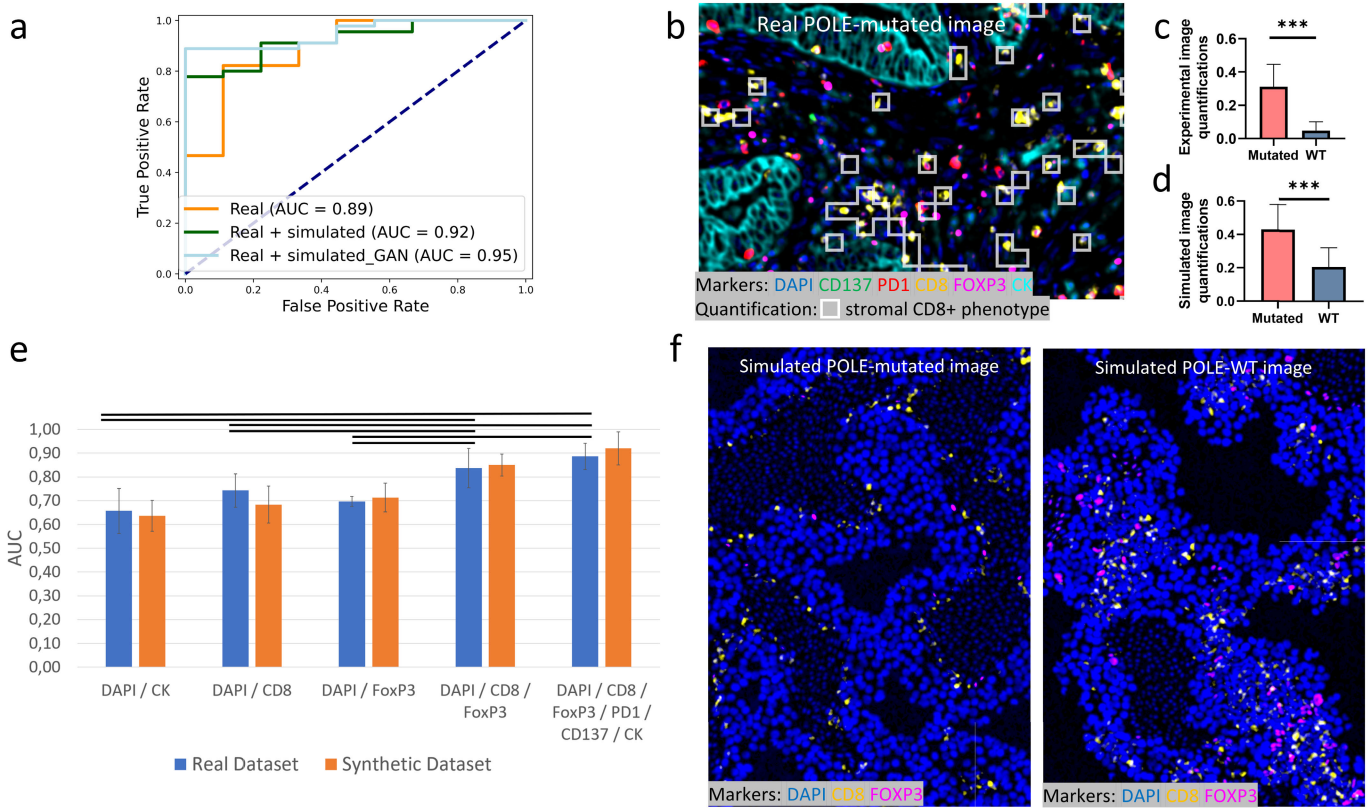 a
True Positive Rate
1.0
0.8
0.6
0.4
0.2
0.0
Real (AUC = 0.89)
Real + simulated (AUC = 0.92)
Real + simulated_GAN (AUC = 0.95)
0.0 0.2 0.4 0.6 0.8 1.0
False Positive Rate
b
Real POLE-mutated image
Markers: DAPI CD137 PD1 CD8 FOXP3 CK
Quantification: stromal CD8+ phenotype
c
Experimental image
quantifications
***
0.6
0.4
0.2
0.0
Mutated WT
d
Simulated image
quantifications
***
0.6
0.4
0.2
0.0
Mutated WT
e
AUC
1,00
0,90
0,80
0,70
0,60
0,50
0,40
0,30
0,20
0,10
0,00
DAPI / CK
DAPI / CD8
DAPI / FoxP3
DAPI / CD8 /
FoxP3
DAPI / CD8 /
FoxP3 / PD1 /
CD137 / CK
Real Dataset Synthetic Dataset
f
Simulated POLE-mutated image
Markers: DAPI CD8 FOXP3
Simulated POLE-WT image
Markers: DAPI CD8 FOXP3